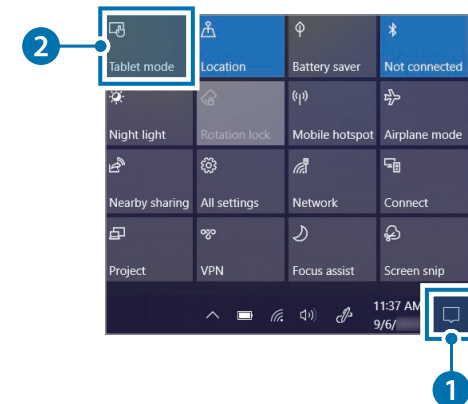 2
Tablet mode Location Battery saver Not connected
Night light Rotation lock Mobile hotspot Airplane mode
Nearby sharing All settings Network Connect
Project VPN Focus assist Screen snip
11:37 AM
9/6/
1